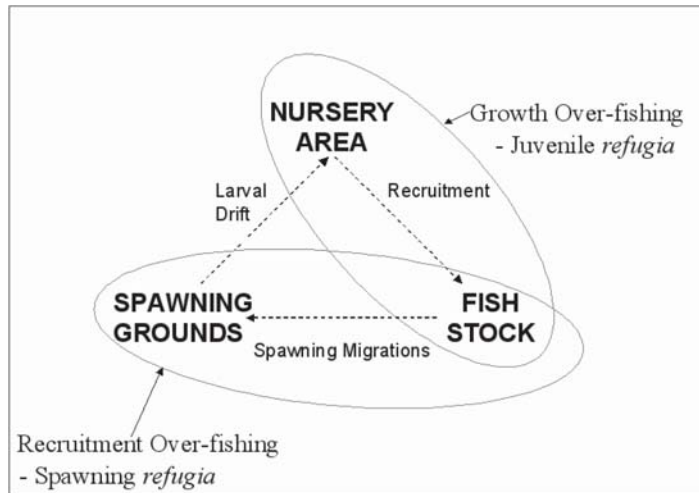 NURSERY
AREA
Growth Over-fishing
- Juvenile refugia
Larval
Drift
Recruitment
SPAWNING
GROUNDS
FISH
STOCK
Spawning Migrations
Recruitment Over-fishing
- Spawning refugia